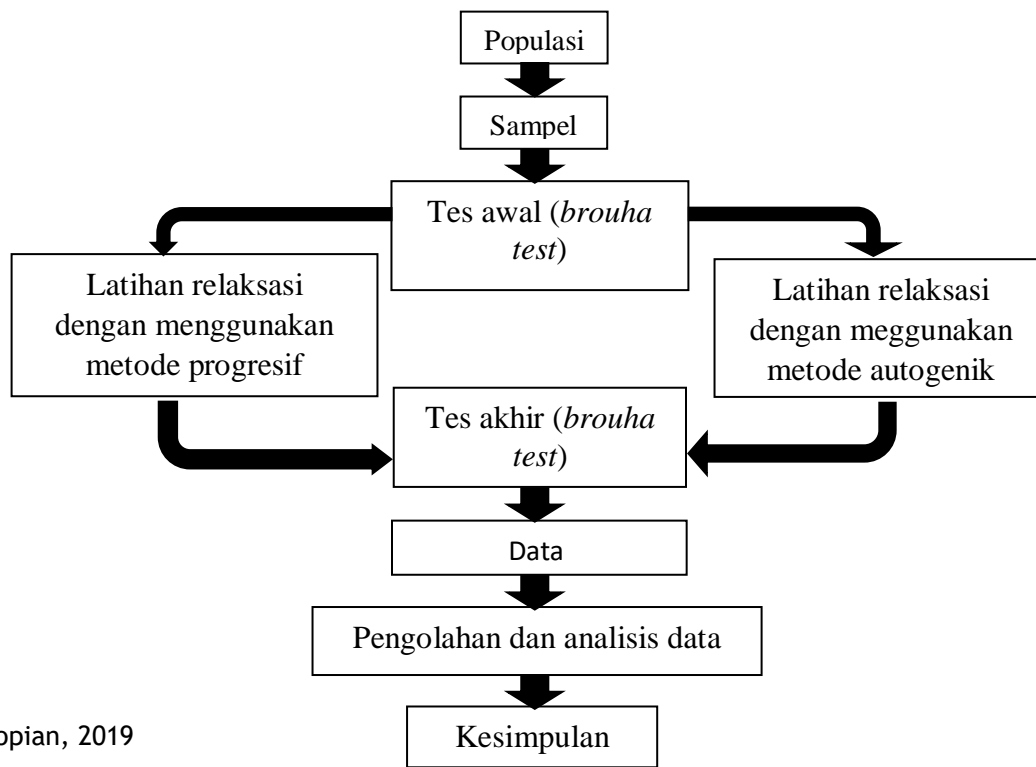 Populasi
Sampel
Tes awal (brouha
test)
Latihan relaksasi
dengan menggunakan
metode progresif
Latihan relaksasi
dengan meggunakan
metode autogenik
Tes akhir (brouha
test)
Data
Pengolahan dan analisis data
Kesimpulan
2019